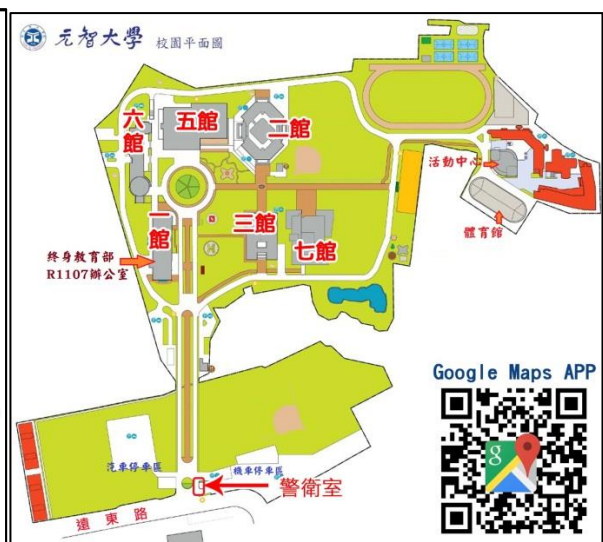 元智大學 校園平面圖
六館
五館
二館
活動中心
一館
三館
七館
體育館
終身教育部
R1107辦公室
Google Maps APP
g
汽車停車區
機車停車區
警衛室
遠東路